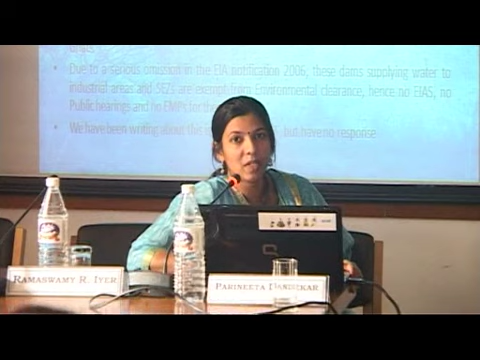 Due to a serious omission in the EIA notification 2006, these dams supplying water to
industrial areas and SEZs are exempt from Environmental clearance, hence no EIAS, no
Public hearings and no EMPs for the
We have been writing about this but have no response
RAMASWAMY R. IYER
PARINEETA DANDEKAR